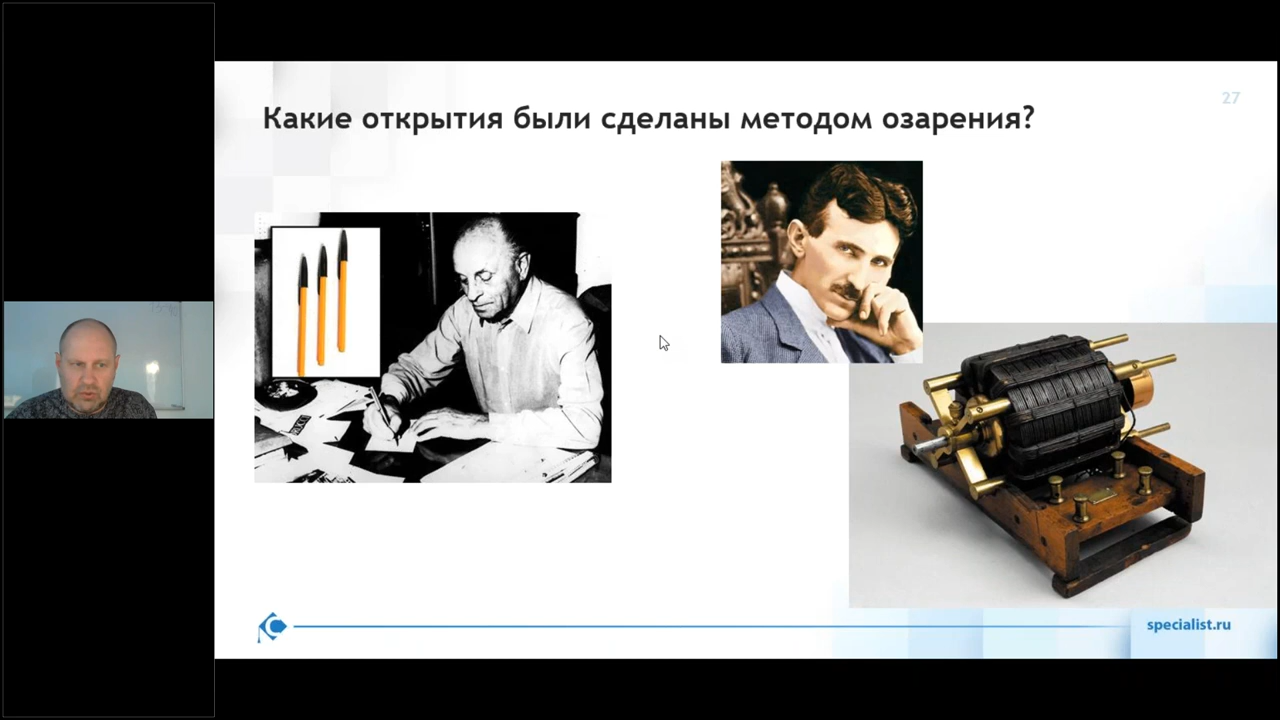 Какие открытия были сделаны методом озарения?
27
specialist.ru